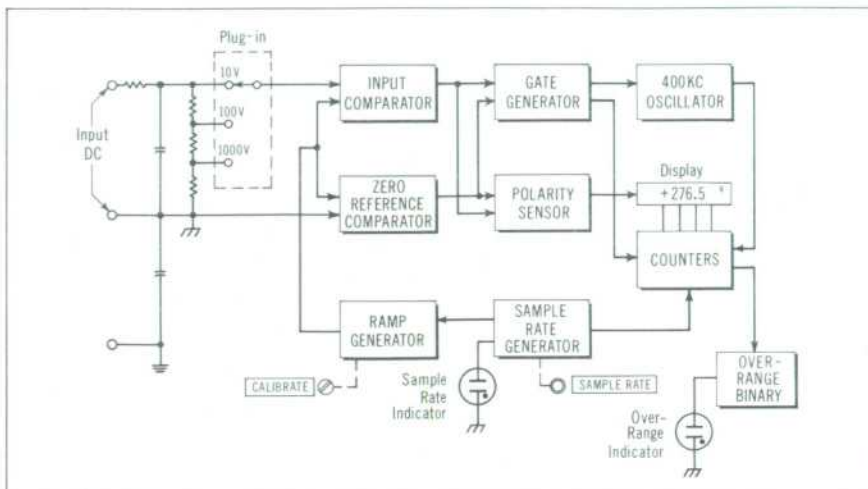 Plug-in
10V
100V
1000V
Input
DC
INPUT
COMPARATOR
GATE
GENERATOR
400KC
OSCILLATOR
ZERO
REFERENCE
COMPARATOR
POLARITY
SENSOR
Display
+276.5
COUNTERS
RAMP
GENERATOR
SAMPLE
RATE
GENERATOR
CALIBRATE
Sample
Rate
Indicator
SAMPLE RATE
OVER-
RANGE
BINARY
Over-
Range
Indicator